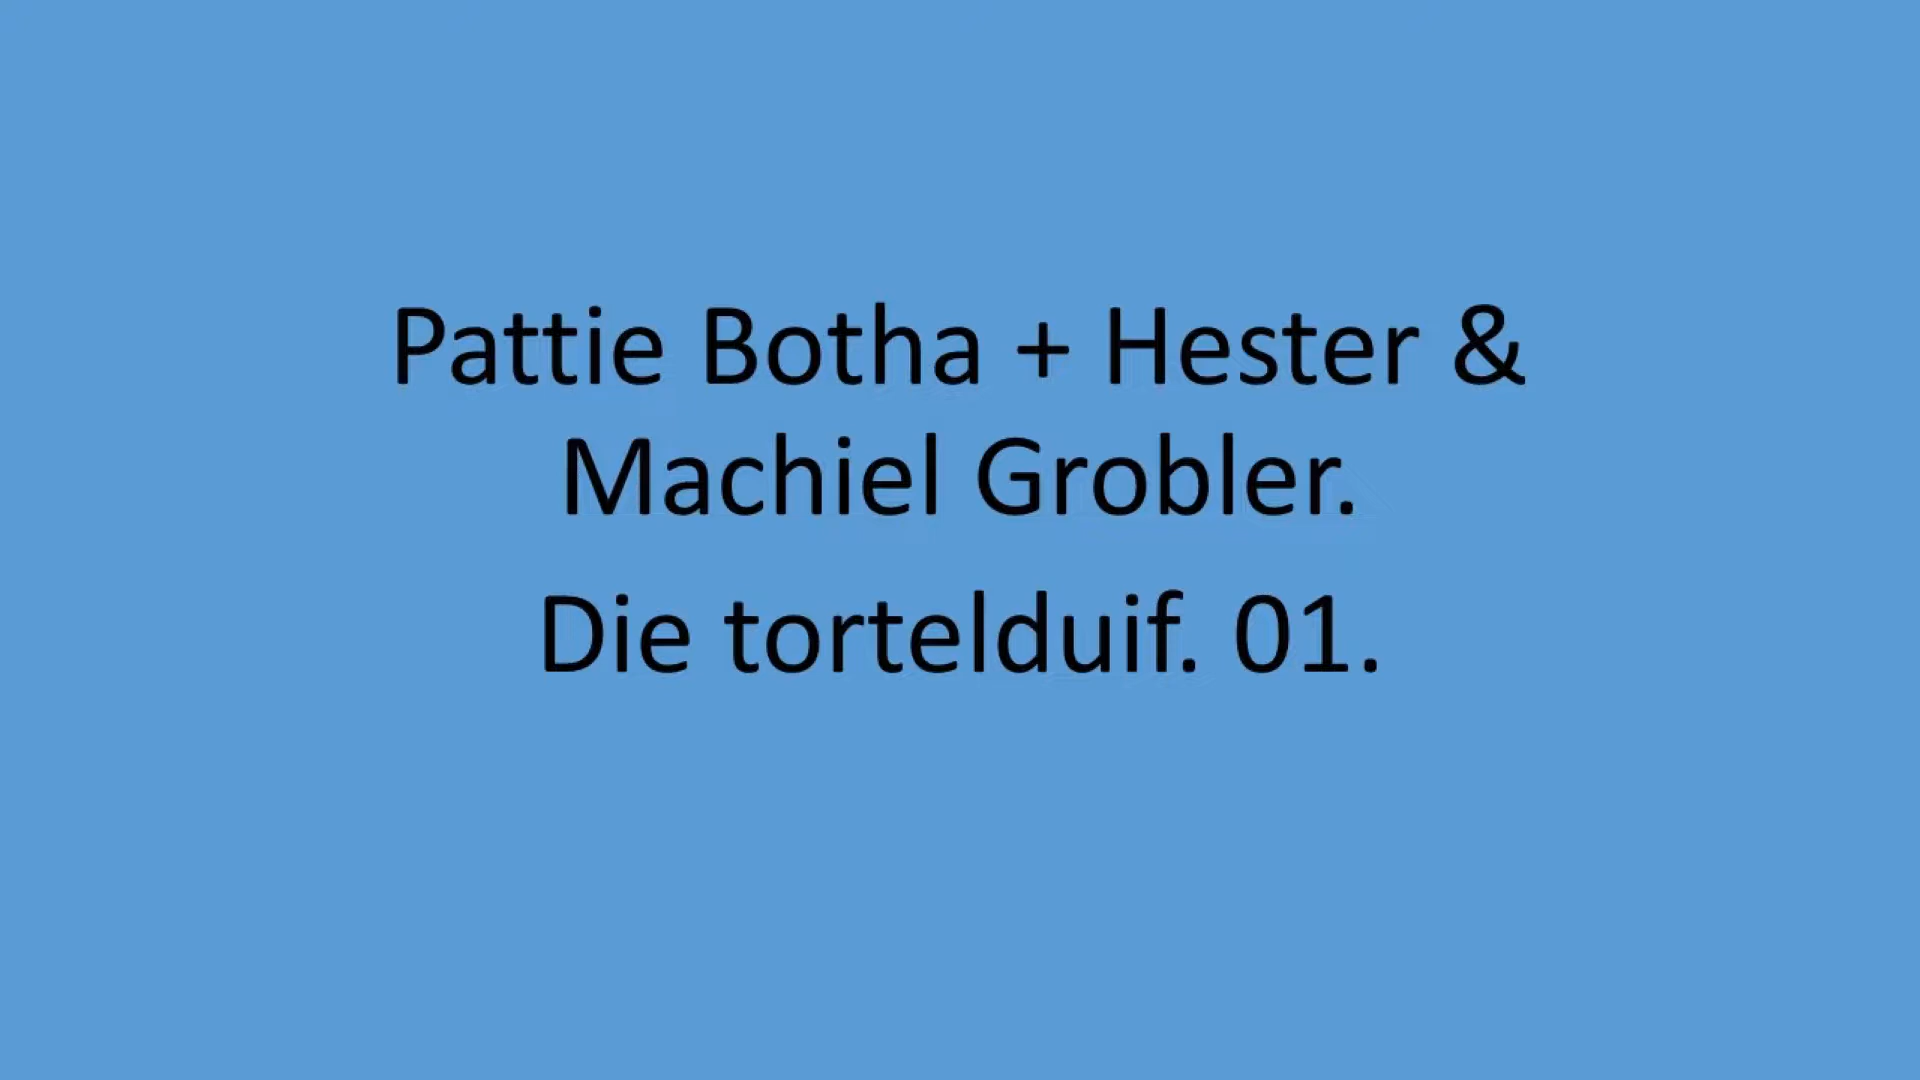 Pattie Botha + Hester &
Machiel Grobler.
Die tortelduif. 01.